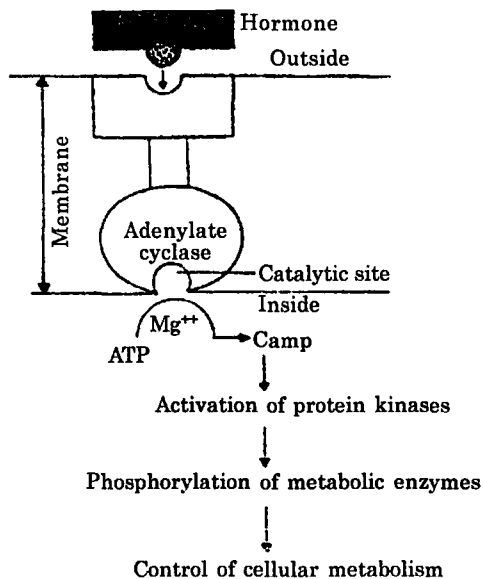 Hormone
Outside
Membrane
Adenylate
cyclase
Catalytic site
Inside
Mg++
ATP
Camp
Activation of protein kinases
Phosphorylation of metabolic enzymes
Control of cellular metabolism